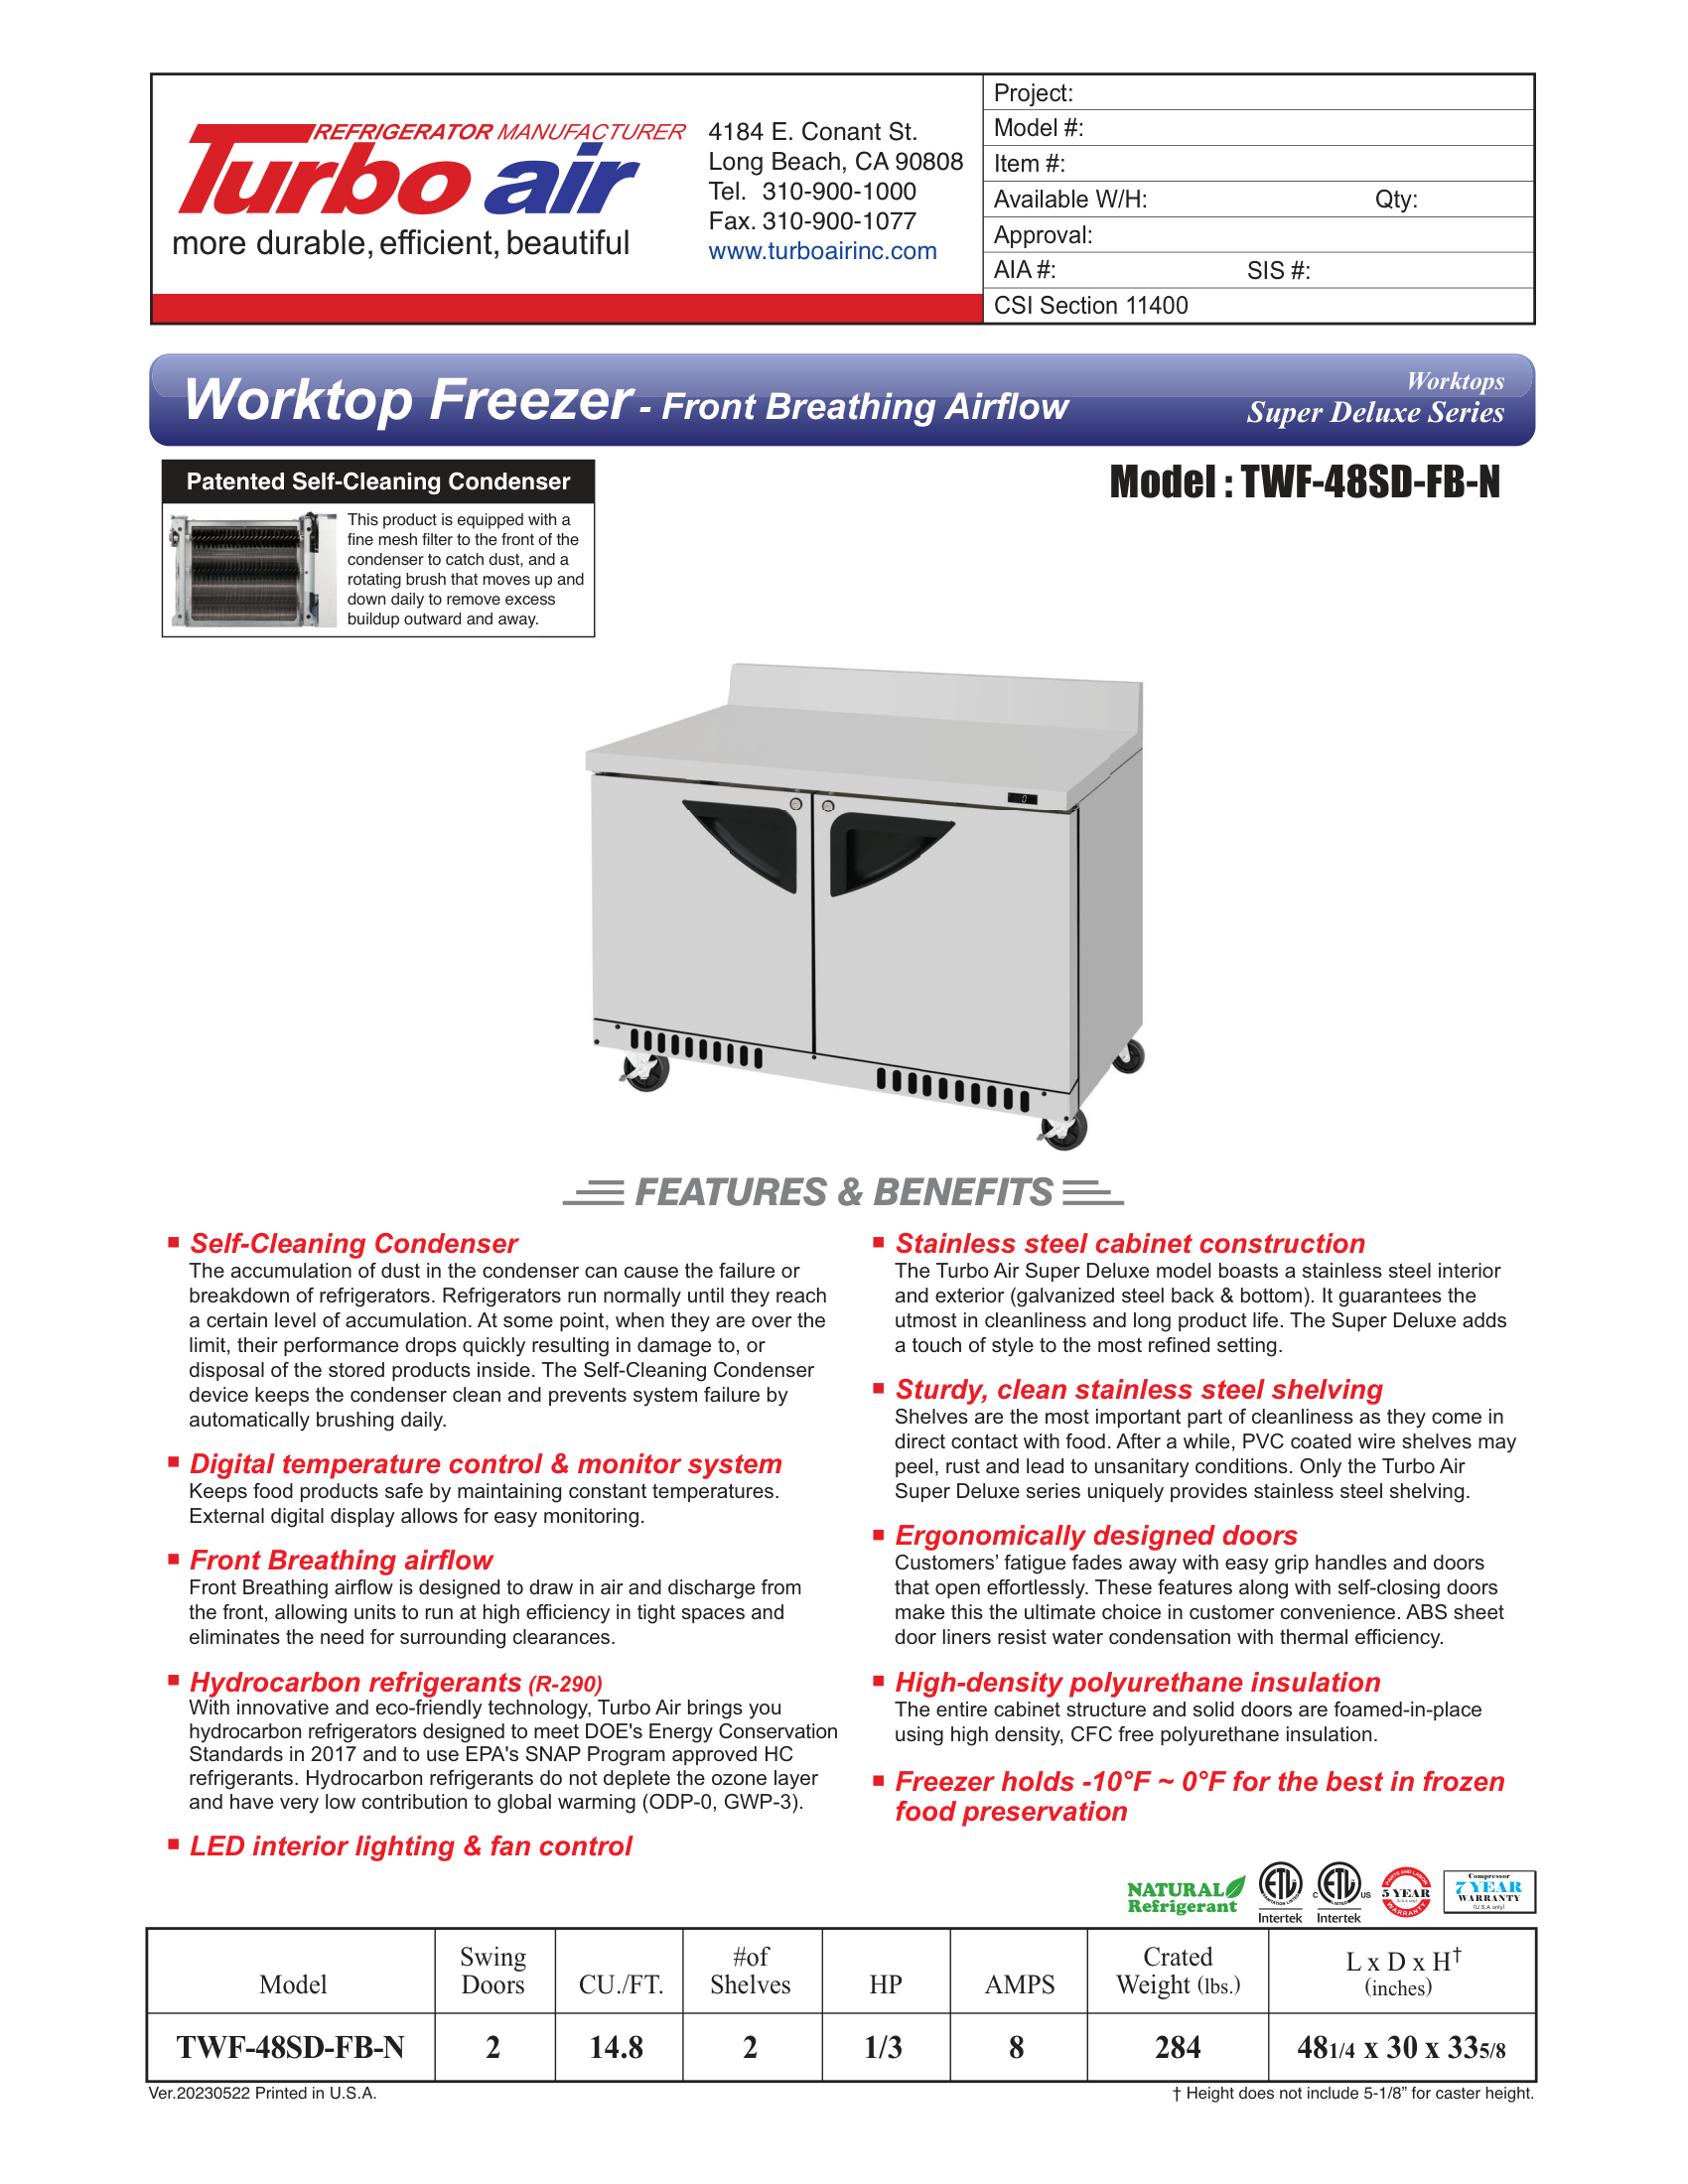 REFRIGERATOR MANUFACTURER
Turbo air
more durable, efficient, beautiful
4184 E. Conant St.
Long Beach, CA 90808
Tel. 310-900-1000
Fax. 310-900-1077
www.turboairinc.com
Project:
Model #:
Item #:
Available W/H: Qty:
Approval:
AIA #: SIS #:
CSI Section 11400
Worktop Freezer - Front Breathing Airflow
Worktops
Super Deluxe Series
Patented Self-Cleaning Condenser
This product is equipped with a
fine mesh filter to the front of the
condenser to catch dust, and a
rotating brush that moves up and
down daily to remove excess
buildup outward and away.
Model : TWF-48SD-FB-N
FEATURES & BENEFITS
Self-Cleaning Condenser
The accumulation of dust in the condenser can cause the failure or
breakdown of refrigerators. Refrigerators run normally until they reach
a certain level of accumulation. At some point, when they are over the
limit, their performance drops quickly resulting in damage to, or
disposal of the stored products inside. The Self-Cleaning Condenser
device keeps the condenser clean and prevents system failure by
automatically brushing daily.
Digital temperature control & monitor system
Keeps food products safe by maintaining constant temperatures.
External digital display allows for easy monitoring.
Front Breathing airflow
Front Breathing airflow is designed to draw in air and discharge from
the front, allowing units to run at high efficiency in tight spaces and
eliminates the need for surrounding clearances.
Hydrocarbon refrigerants (R-290)
With innovative and eco-friendly technology, Turbo Air brings you
hydrocarbon refrigerators designed to meet DOE's Energy Conservation
Standards in 2017 and to use EPA's SNAP Program approved HC
refrigerants. Hydrocarbon refrigerants do not deplete the ozone layer
and have very low contribution to global warming (ODP-0, GWP-3).
LED interior lighting & fan control
Stainless steel cabinet construction
The Turbo Air Super Deluxe model boasts a stainless steel interior
and exterior (galvanized steel back & bottom). It guarantees the
utmost in cleanliness and long product life. The Super Deluxe adds
a touch of style to the most refined setting.
Sturdy, clean stainless steel shelving
Shelves are the most important part of cleanliness as they come in
direct contact with food. After a while, PVC coated wire shelves may
peel, rust and lead to unsanitary conditions. Only the Turbo Air
Super Deluxe series uniquely provides stainless steel shelving.
Ergonomically designed doors
Customers’ fatigue fades away with easy grip handles and doors
that open effortlessly. These features along with self-closing doors
make this the ultimate choice in customer convenience. ABS sheet
door liners resist water condensation with thermal efficiency.
High-density polyurethane insulation
The entire cabinet structure and solid doors are foamed-in-place
using high density, CFC free polyurethane insulation.
Freezer holds -10°F ~ 0°F for the best in frozen
food preservation
NATURAL
Refrigerant
ETL
SANITATION LISTED
Intertek
C ETL US
LISTED
Intertek
PARTS AND LABOR
5 YEAR
(U.S.A only)
WARRANTY
Compressor
7 YEAR
WARRANTY
(U.S.A only)
Model Swing Doors CU./FT. #of Shelves HP AMPS Crated Weight (lbs.) L x D x H† (inches)
TWF-48SD-FB-N 2 14.8 2 1/3 8 284 481/4 x 30 x 335/8
Ver.20230522 Printed in U.S.A.
† Height does not include 5-1/8” for caster height.